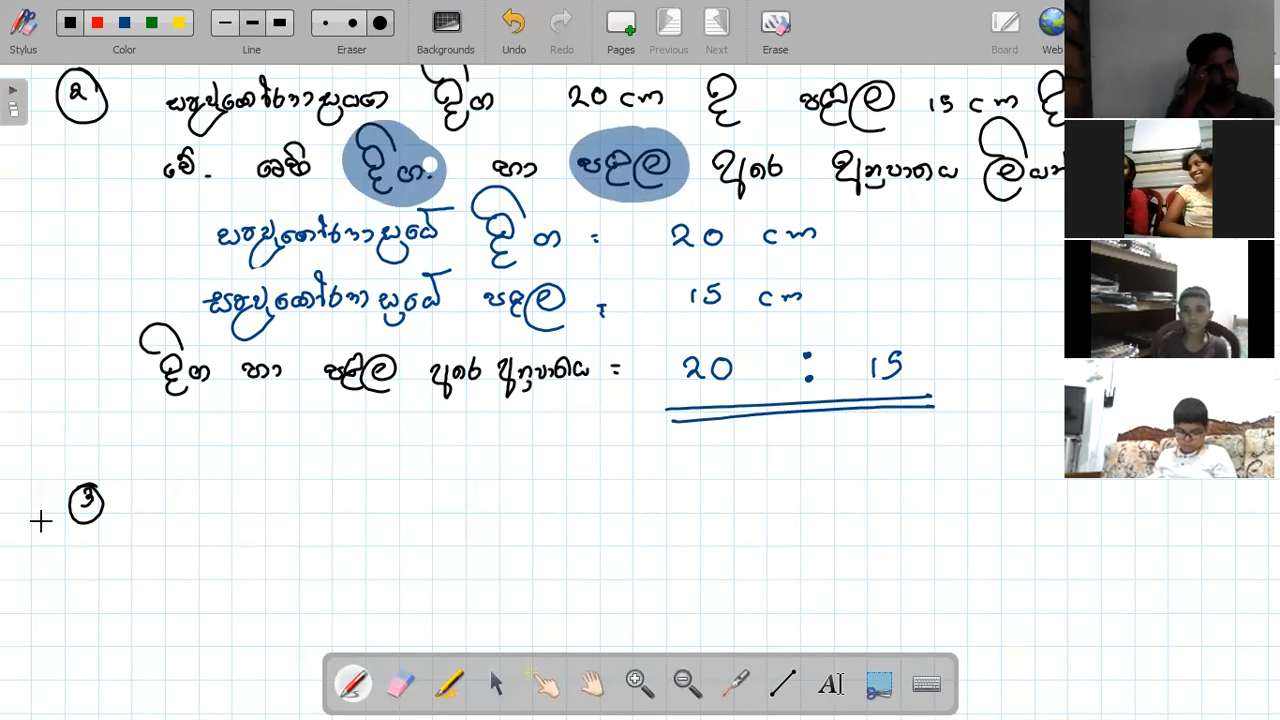 Stylus Color Line Eraser Backgrounds Undo Redo Pages Previous Next Erase Board Web
② සෘජුකෝණාස්‍රයක දිග 20 cm ද පළල 15 cm ද
වේ. මෙහි දිග හා පළල අතර අනුපාතය ලියන්
සෘජුකෝණාස්‍රයේ දිග = 20 cm
සෘජුකෝණාස්‍රයේ පළල = 15 cm
දිග හා පළල අතර අනුපාතය = 20 : 15
③